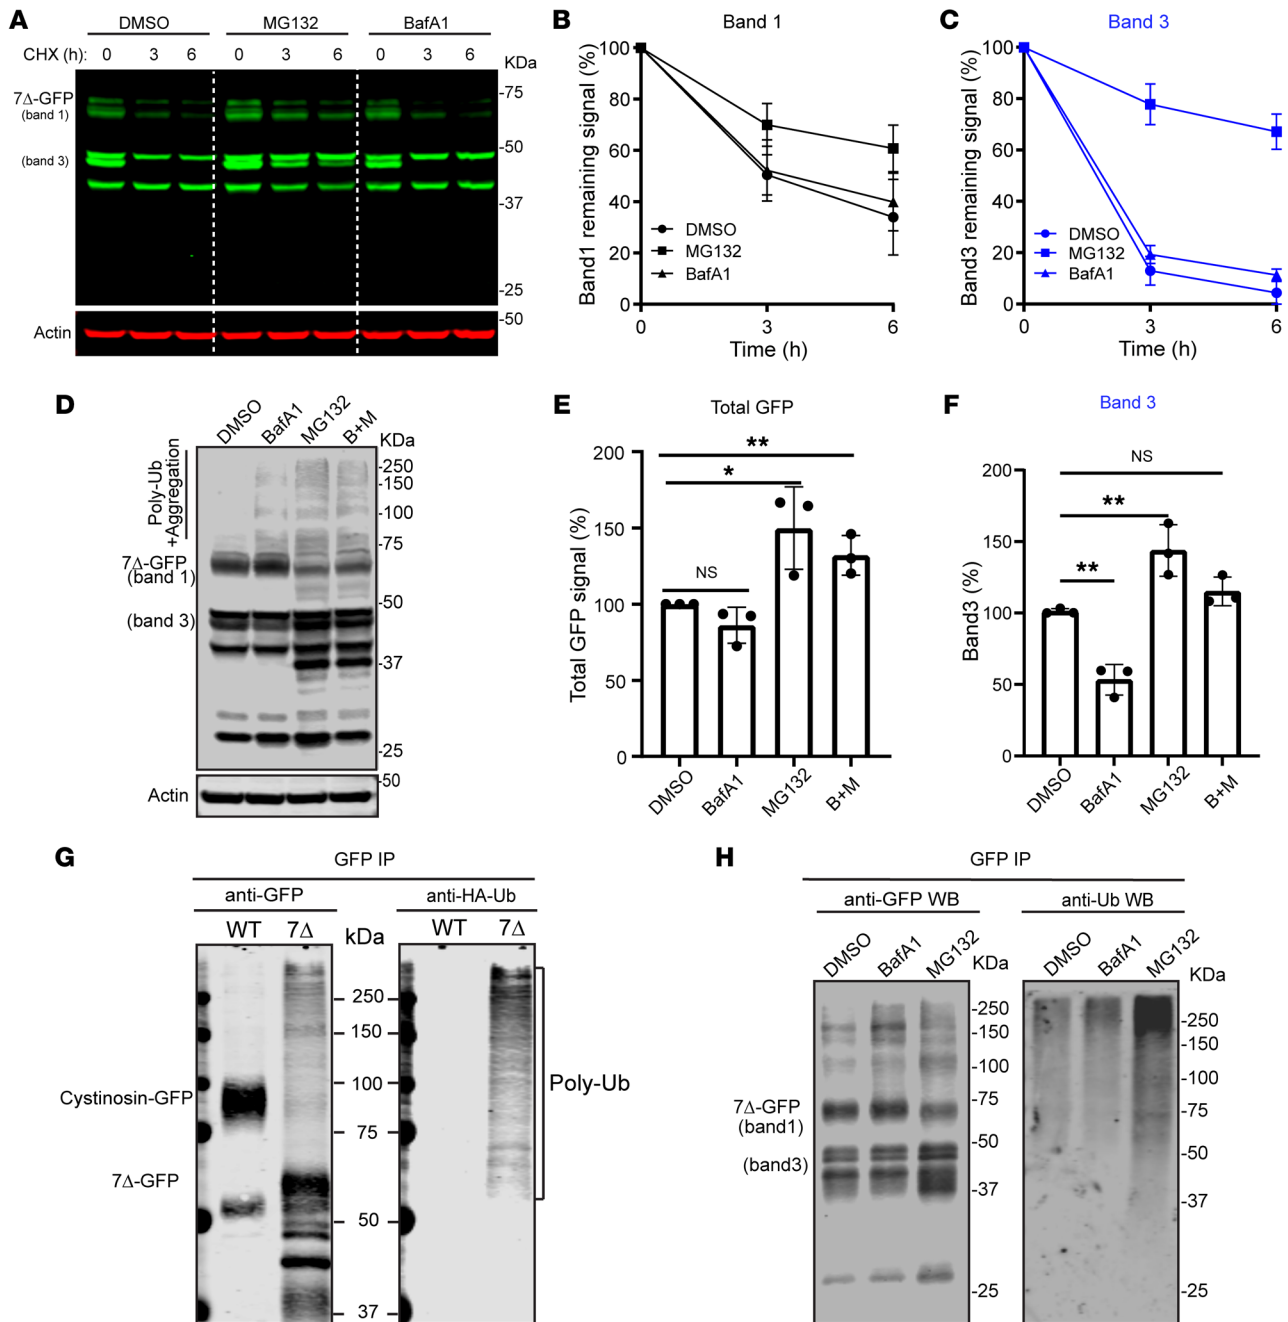 A
DMSO MG132 BafA1
CHX (h): 0 3 6 0 3 6 0 3 6
KDa
7Δ-GFP
(band 1)
(band 3)
-75
-50
-37
-25
-50
Actin
B
Band 1
Band1 remaining signal (%)
100
80
60
40
20
0
DMSO
MG132
BafA1
0 3 6
Time (h)
C
Band 3
Band3 remaining signal (%)
100
80
60
40
20
0
DMSO
MG132
BafA1
0 3 6
Time (h)
D
DMSO BafA1 MG132 B+M
KDa
Poly-Ub
+Aggregation
7Δ-GFP
(band 1)
(band 3)
-250
-150
-100
-75
-50
-37
-25
-50
Actin
E
Total GFP
Total GFP signal (%)
200
150
100
50
0
**
*
NS
DMSO BafA1 MG132 B+M
F
Band 3
Band3 (%)
200
150
100
50
0
NS
**
**
DMSO BafA1 MG132 B+M
G
GFP IP
anti-GFP anti-HA-Ub
WT 7Δ kDa WT 7Δ
Cystinosin-GFP
7Δ-GFP
250
150
100
75
50
37
Poly-Ub
H
GFP IP
anti-GFP WB anti-Ub WB
DMSO BafA1 MG132 KDa
DMSO BafA1 MG132 KDa
7Δ-GFP
(band1)
(band3)
-250
-150
-100
-75
-50
-37
-25
-250
-150
-100
-75
-50
-37
-25